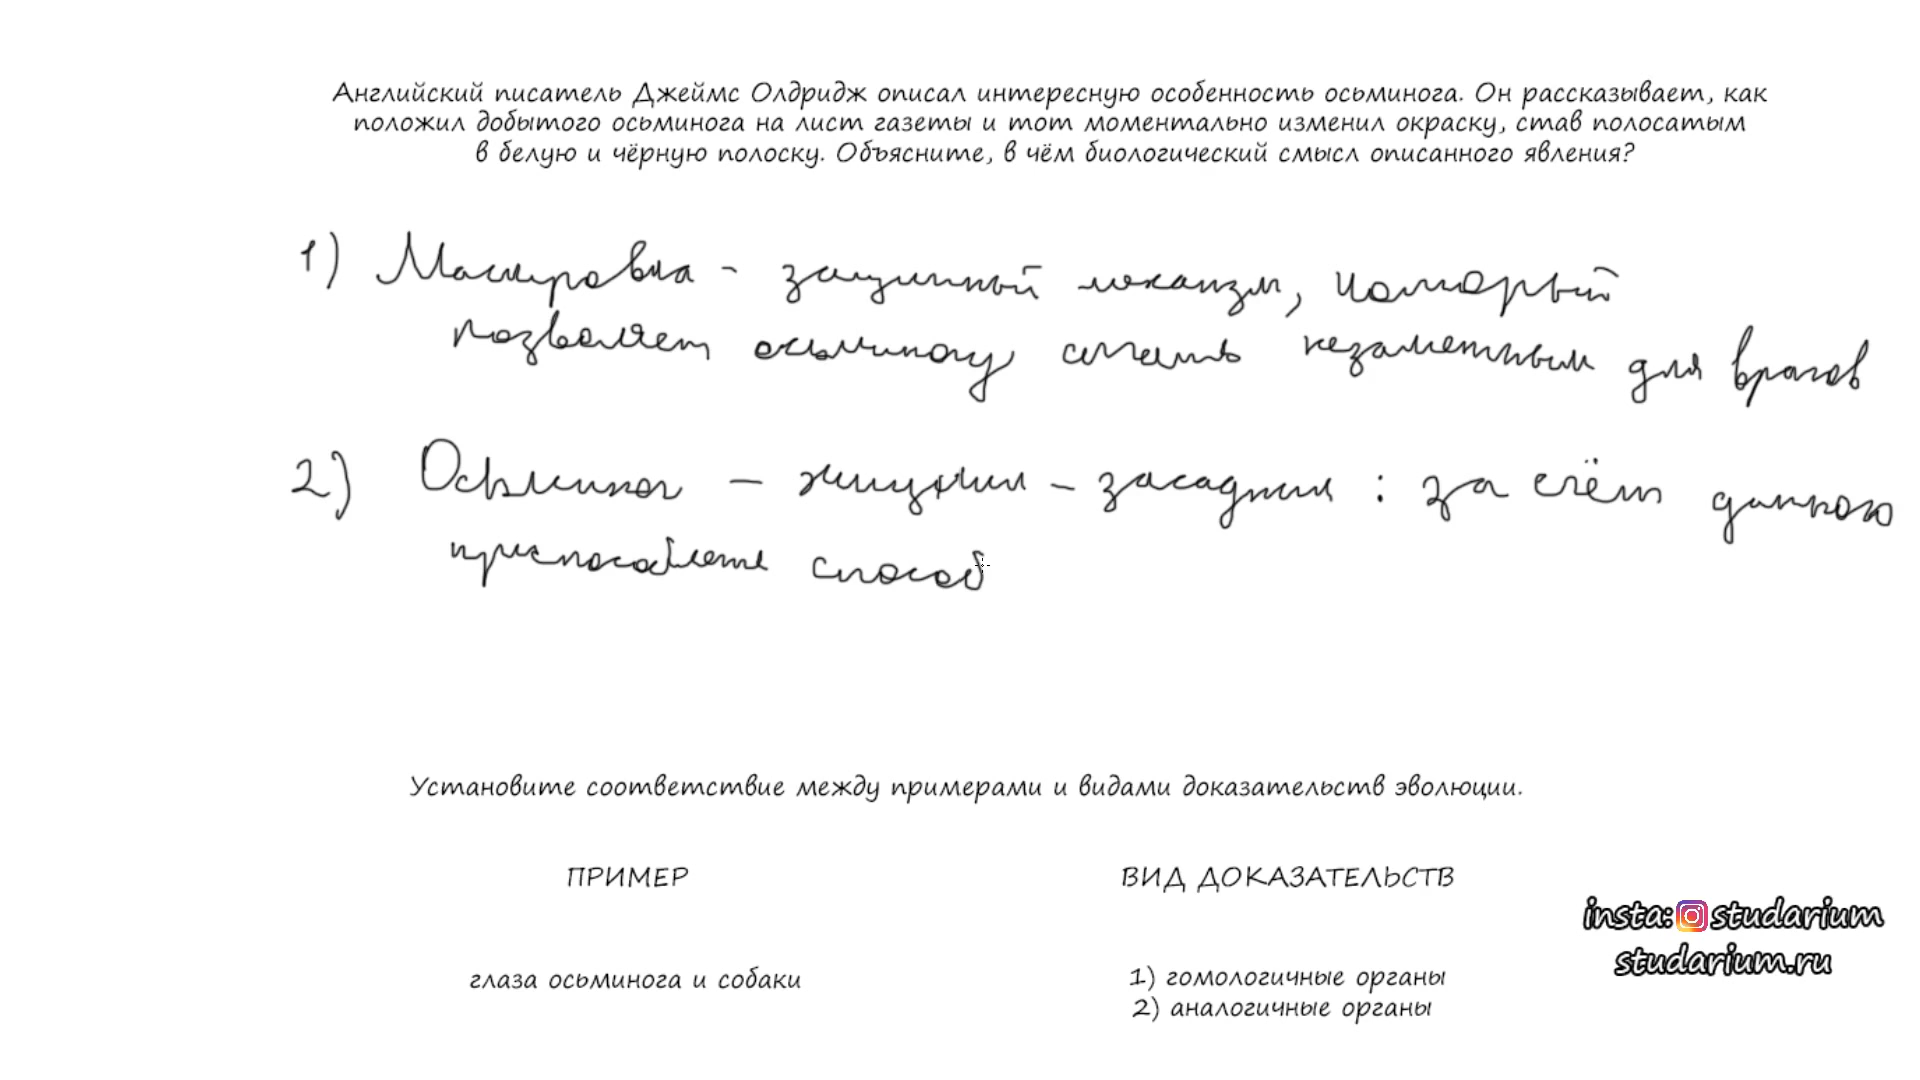 Английский писатель Джеймс Олдридж описал интересную особенность осьминога. Он рассказывает, как
положил добытого осьминога на лист газеты и тот моментально изменил окраску, став полосатым
в белую и чёрную полоску. Объясните, в чём биологический смысл описанного явления?
1) Маскировка - защитный механизм, который
позволяет осьминогу стать незаметным для врагов
2) Осьминог - хищник - засадник : за счёт данного
приспособления способ
Установите соответствие между примерами и видами доказательств эволюции.
ПРИМЕР ВИД ДОКАЗАТЕЛЬСТВ
insta: studarium
studarium.ru
глаза осьминога и собаки 1) гомологичные органы
2) аналогичные органы